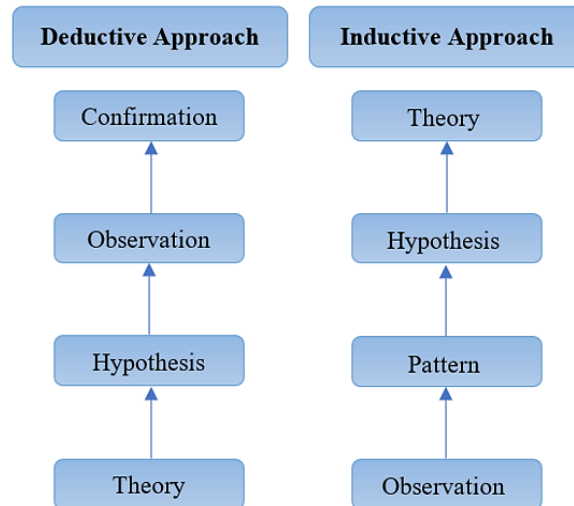 Deductive Approach
Confirmation
Observation
Hypothesis
Theory
Inductive Approach
Theory
Hypothesis
Pattern
Observation